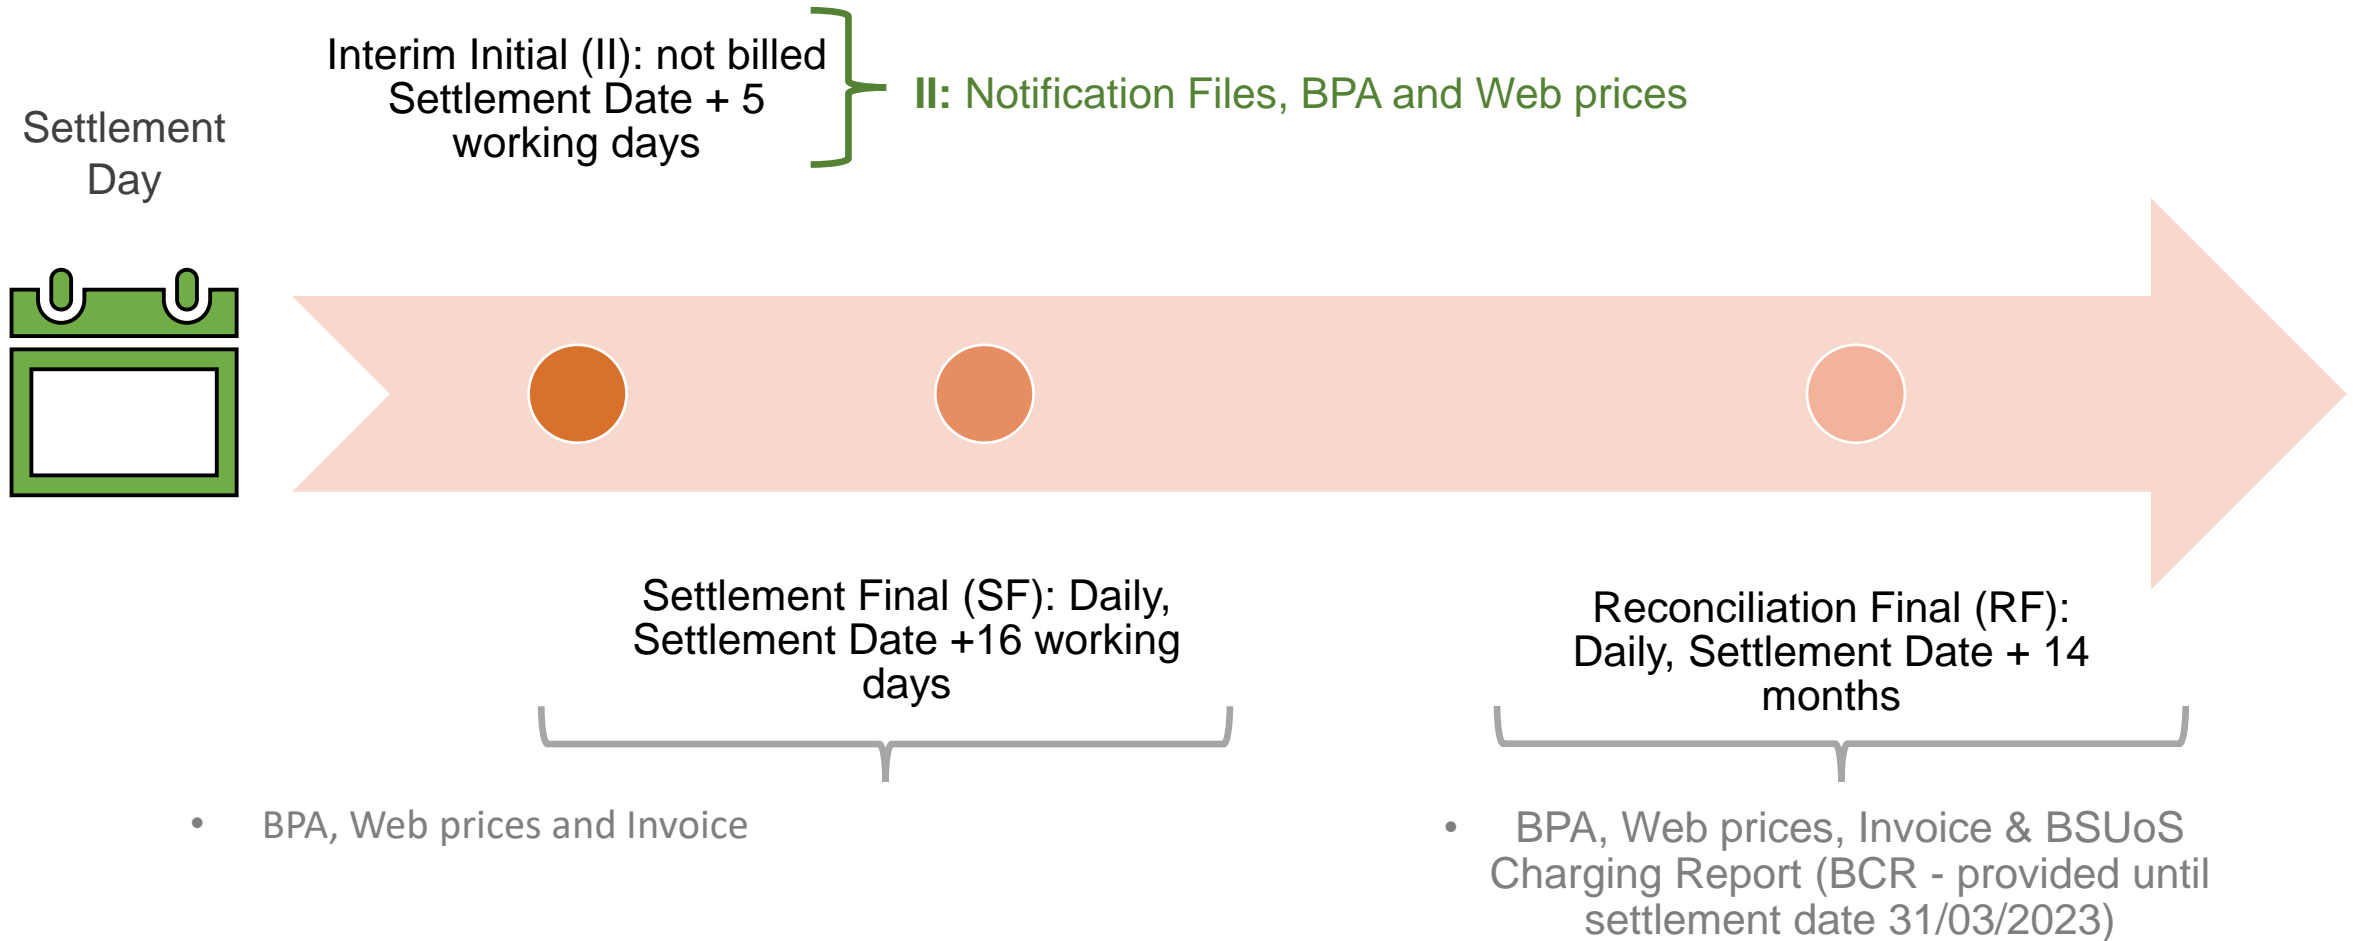 Settlement
Day
Interim Initial (II): not billed
Settlement Date + 5
working days
II: Notification Files, BPA and Web prices
Settlement Final (SF): Daily,
Settlement Date +16 working
days
• BPA, Web prices and Invoice
Reconciliation Final (RF):
Daily, Settlement Date + 14
months
• BPA, Web prices, Invoice & BSUoS
Charging Report (BCR - provided until
settlement date 31/03/2023)